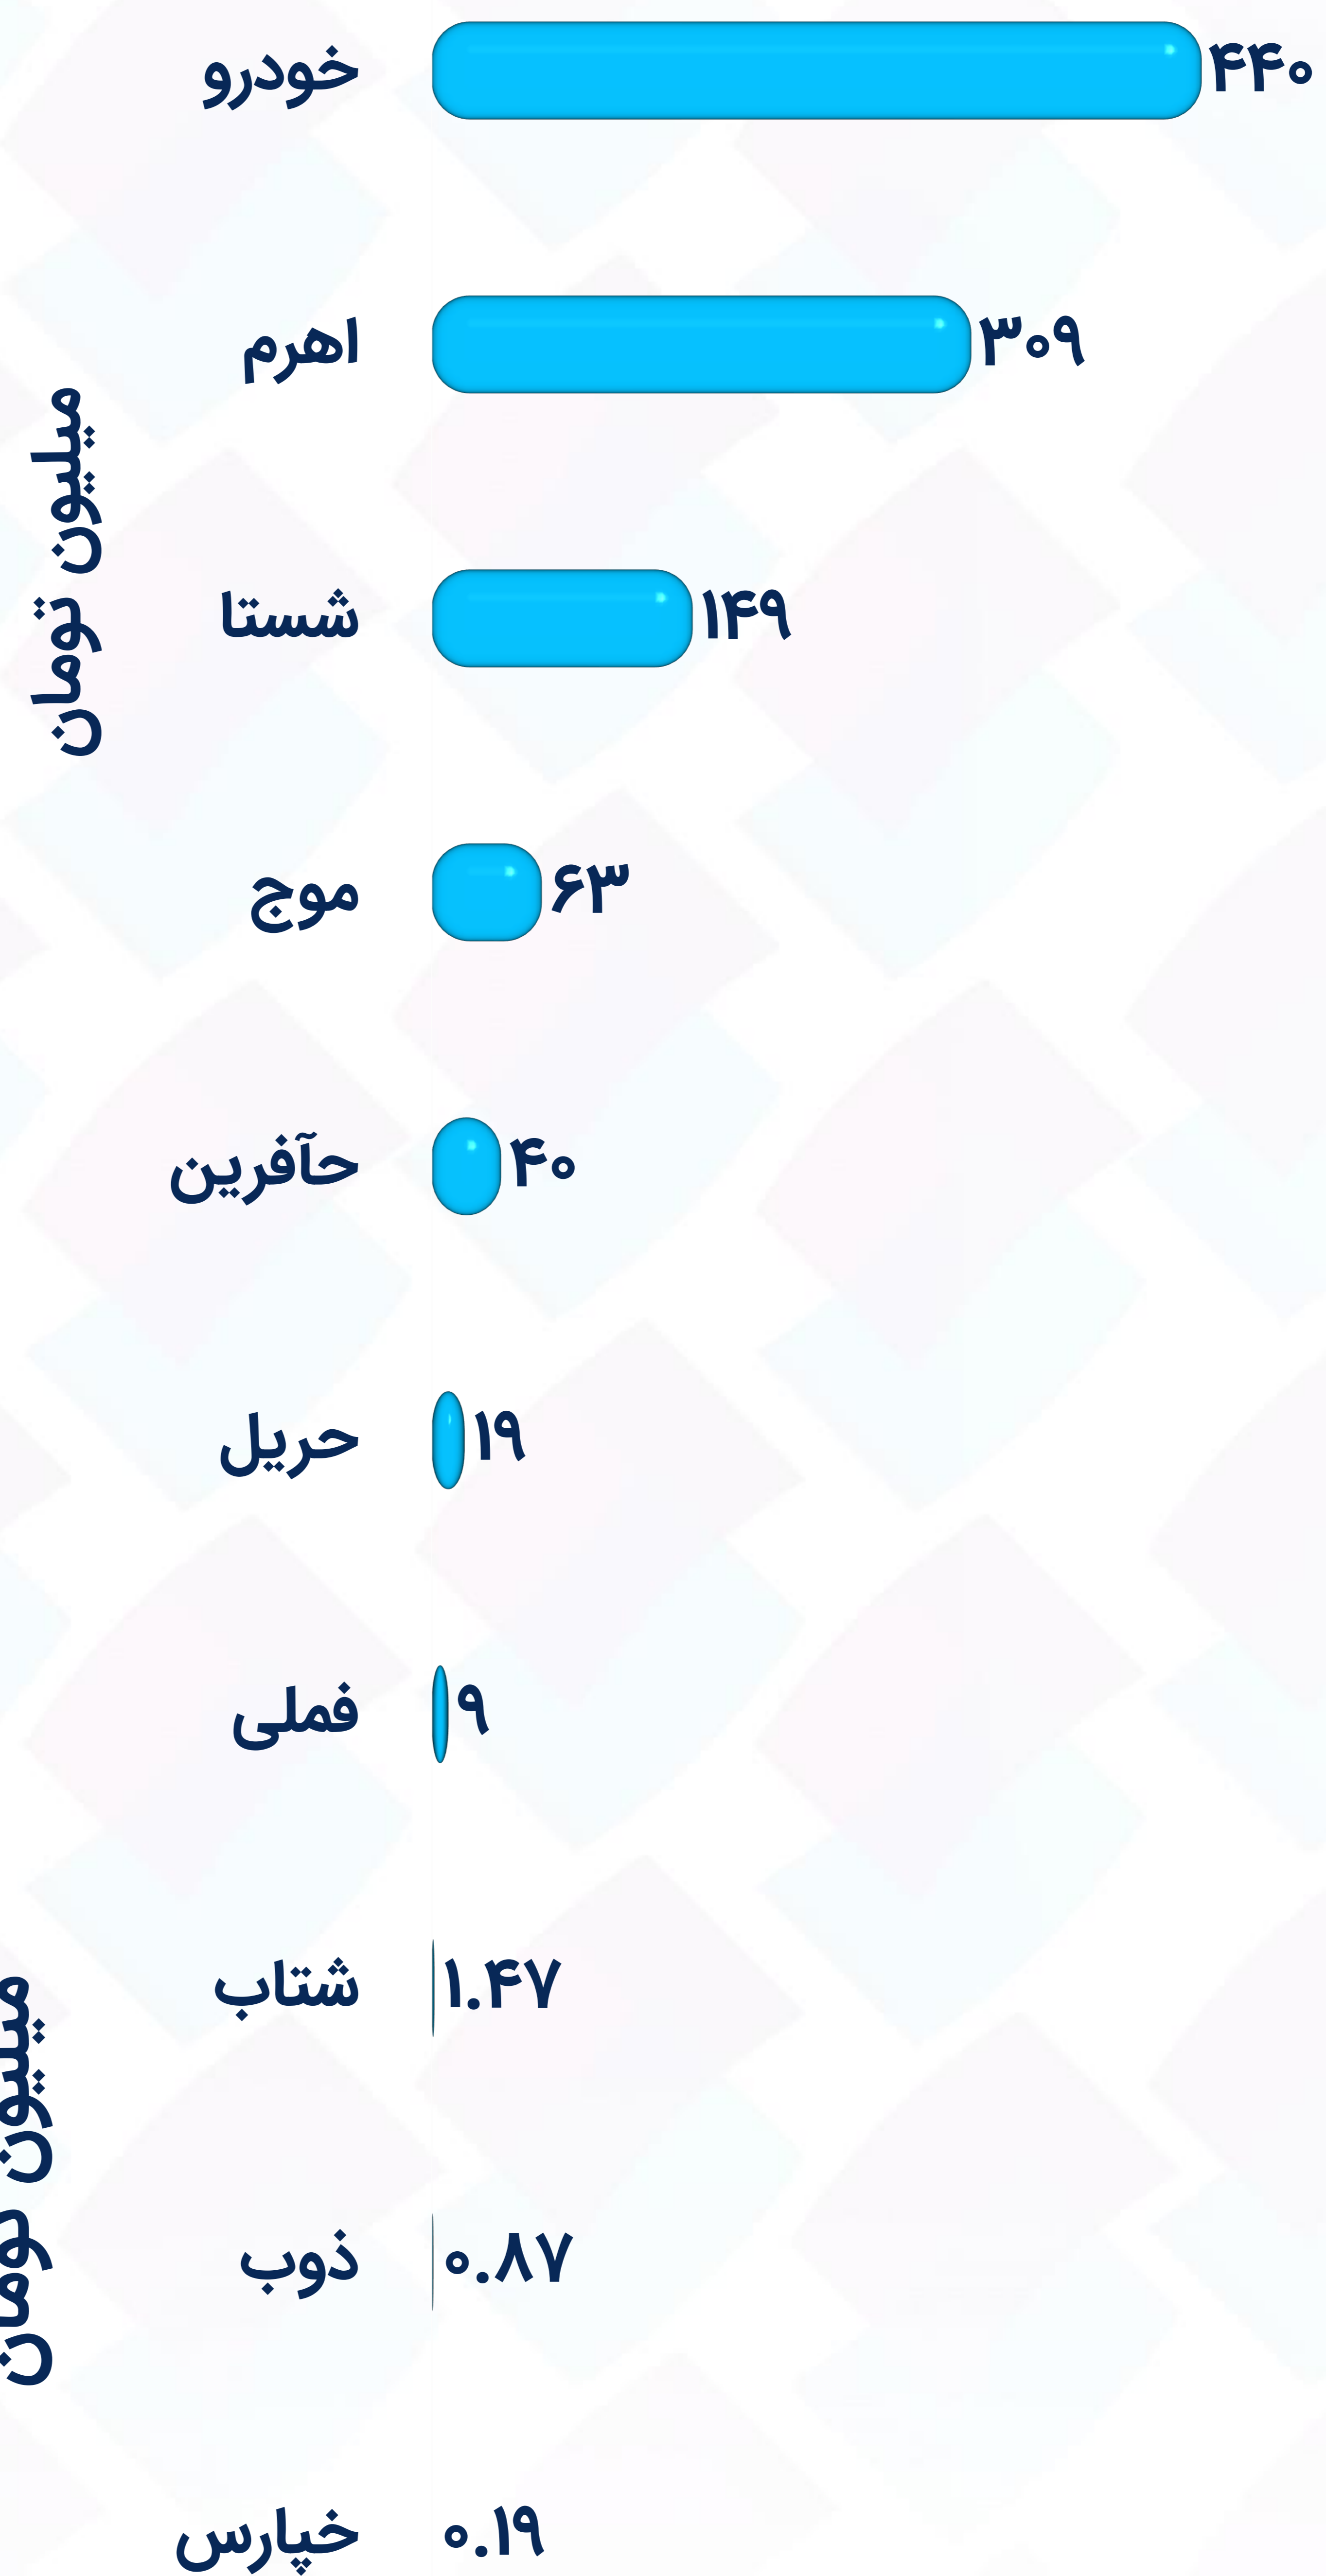 خودرو ۴۴۰
اهرم ۳۰۹
شستا ۱۴۹
موج ۶۳
حآفرین ۴۰
حریل ۱۹
فملی ۹
شتاب ۱.۴۷
ذوب ۰.۸۷
خپارس ۰.۱۹
میلیون تومان
میلیون تومان